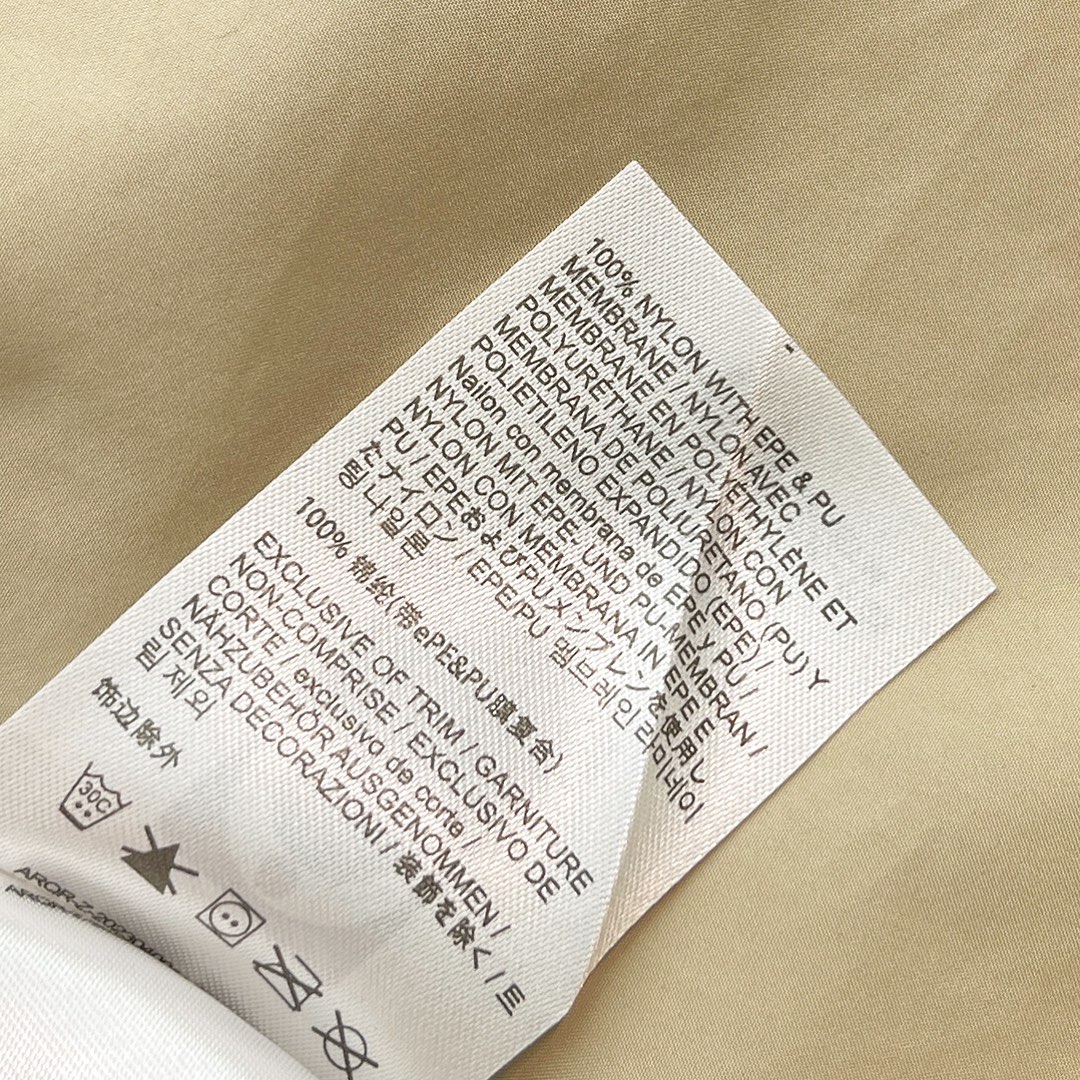 100% NYLON WITH EPE & PU
MEMBRANE / NYLON AVEC
MEMBRANE EN POLYÉTHYLÈNE ET
POLYURÉTHANE / NYLON CON
MEMBRANA DE POLIURETANO (PU) Y
POLIETILENO EXPANDIDO (EPE) /
Nailon con membrana de EPE y PU /
NYLON MIT EPE- UND PU-MEMBRAN /
NYLON CON MEMBRANA IN EPE E
PU / EPEおよびPUメンブレンを使用し
たナイロン / EPE/PU 멤브레인 라미네이
팅 나일론
100% 锦纶(带ePE&PU膜复合)
EXCLUSIVE OF TRIM / GARNITURE
NON-COMPRISE / EXCLUSIVO DE
CORTE / exclusiva de corte /
NÄHZUBEHÖR AUSGENOMMEN /
SENZA DECORAZIONI / 装飾を除く / 트
림 제외
饰边除外
30C